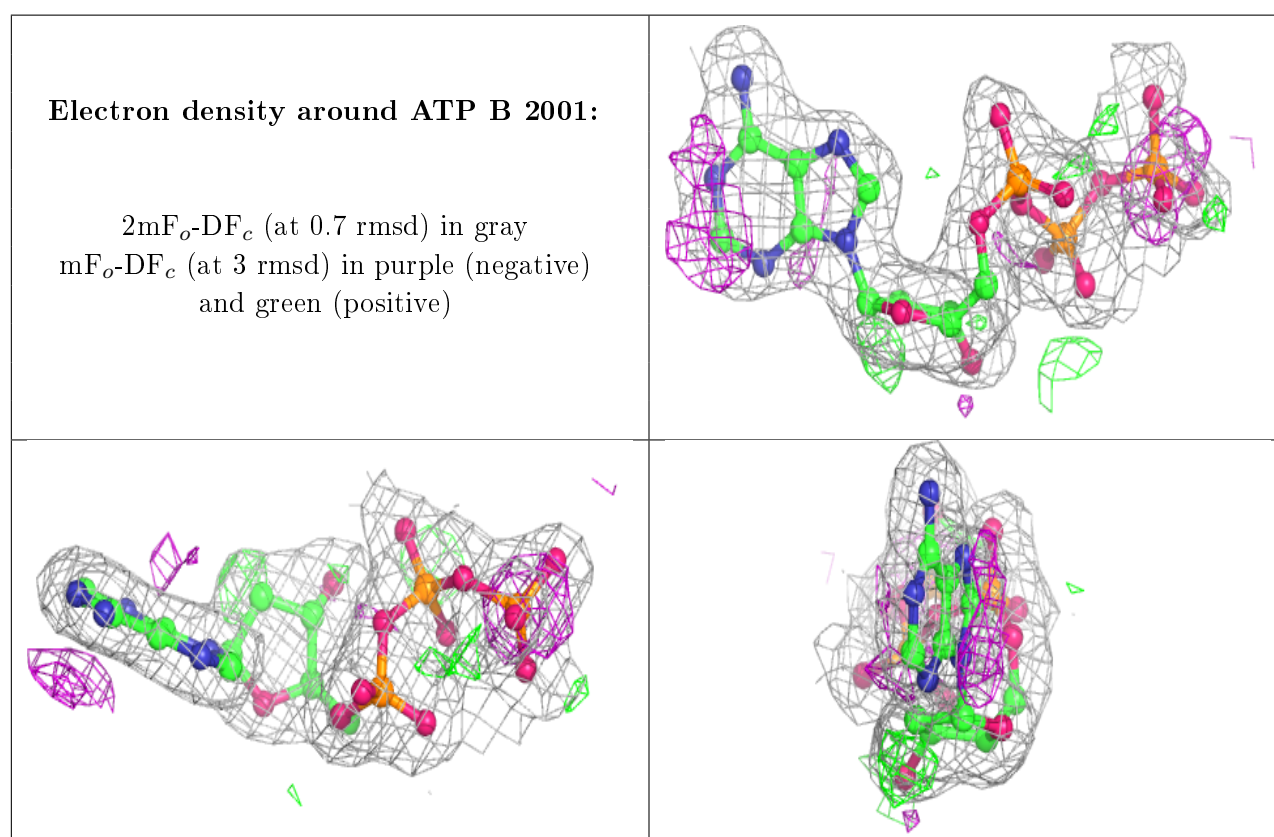 Electron density around ATP B 2001:
2mFo-DFc (at 0.7 rmsd) in gray
mFo-DFc (at 3 rmsd) in purple (negative)
and green (positive)